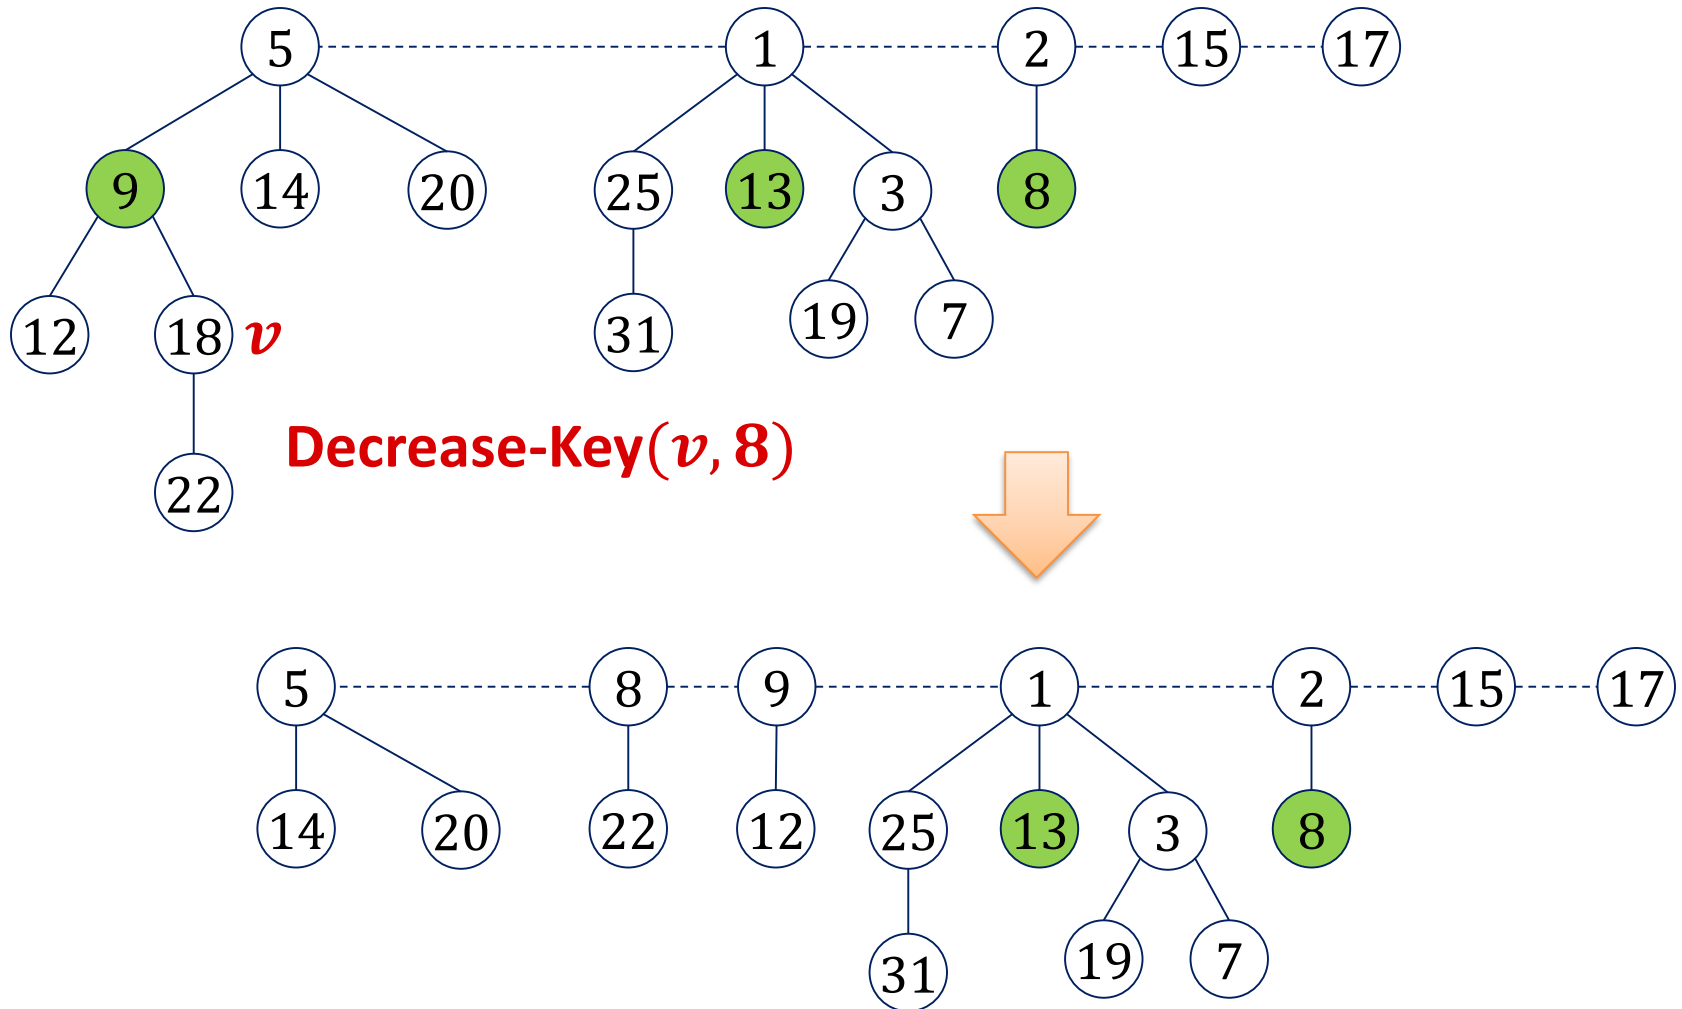 5 1 2 15 17
9 14 20 25 13 3 8
12 18 v 31 19 7
22
Decrease-Key(v, 8)
5 8 9 1 2 15 17
14 20 22 12 25 13 3 8
31 19 7